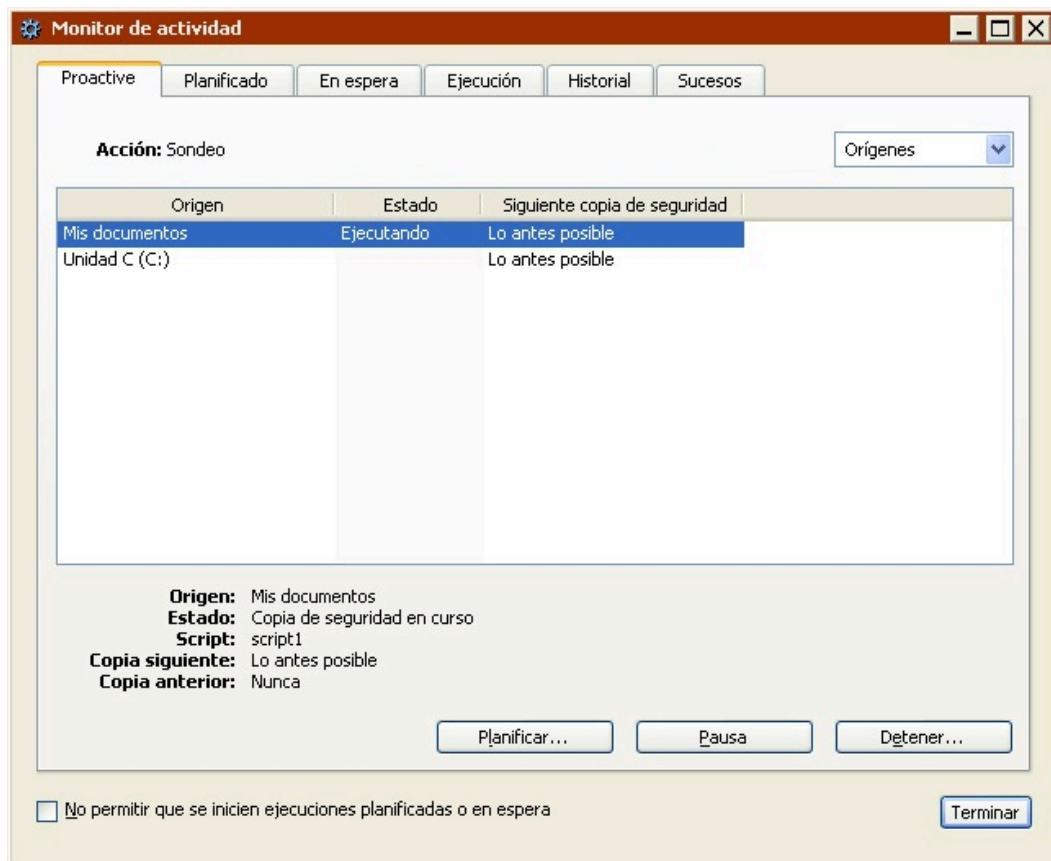 Monitor de actividad
Proactive Planificado En espera Ejecución Historial Sucesos
Acción: Sondeo Orígenes
Origen Estado Siguiente copia de seguridad
Mis documentos Ejecutando Lo antes posible
Unidad C (C:) Lo antes posible
Origen: Mis documentos
Estado: Copia de seguridad en curso
Script: script1
Copia siguiente: Lo antes posible
Copia anterior: Nunca
Planificar... Pausa Detener...
No permitir que se inicien ejecuciones planificadas o en espera Terminar